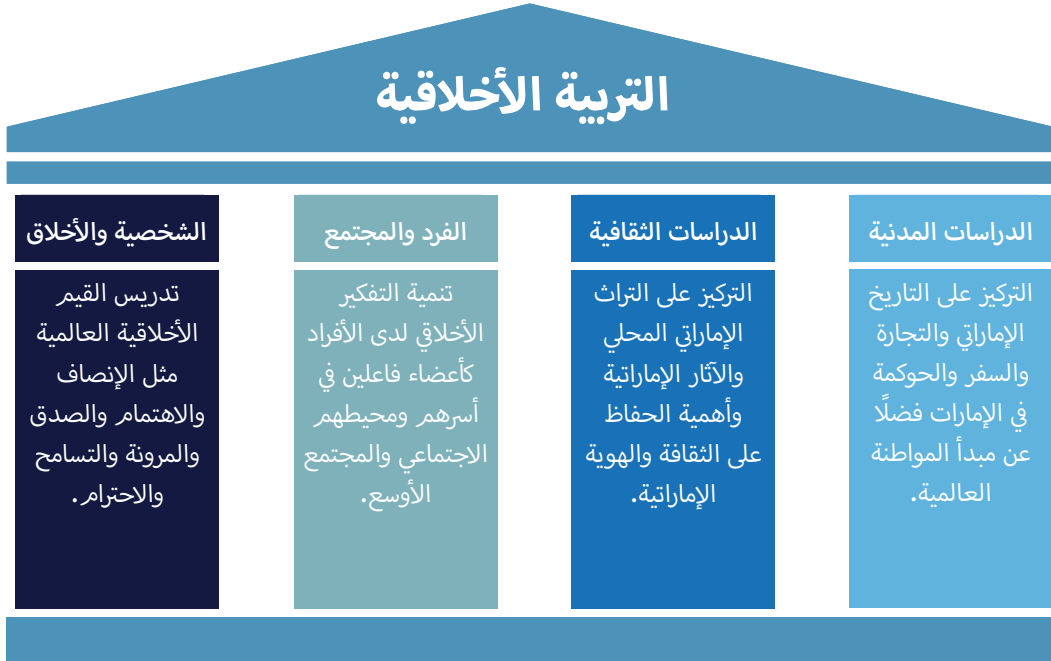 التربية الأخلاقية
الدراسات المدنية
التركيز على التاريخ
الإماراتي والتجارة
والسفر والحوكمة
في الإمارات فضلًا
عن مبدأ المواطنة
العالمية.
الدراسات الثقافية
التركيز على التراث
الإماراتي المحلي
والآثار الإماراتية
وأهمية الحفاظ
على الثقافة والهوية
الإماراتية.
الفرد والمجتمع
تنمية التفكير
الأخلاقي لدى الأفراد
كأعضاء فاعلين في
أسرهم ومحيطهم
الاجتماعي والمجتمع
الأوسع.
الشخصية والأخلاق
تدريس القيم
الأخلاقية العالمية
مثل الإنصاف
والاهتمام والصدق
والمرونة والتسامح
والاحترام.